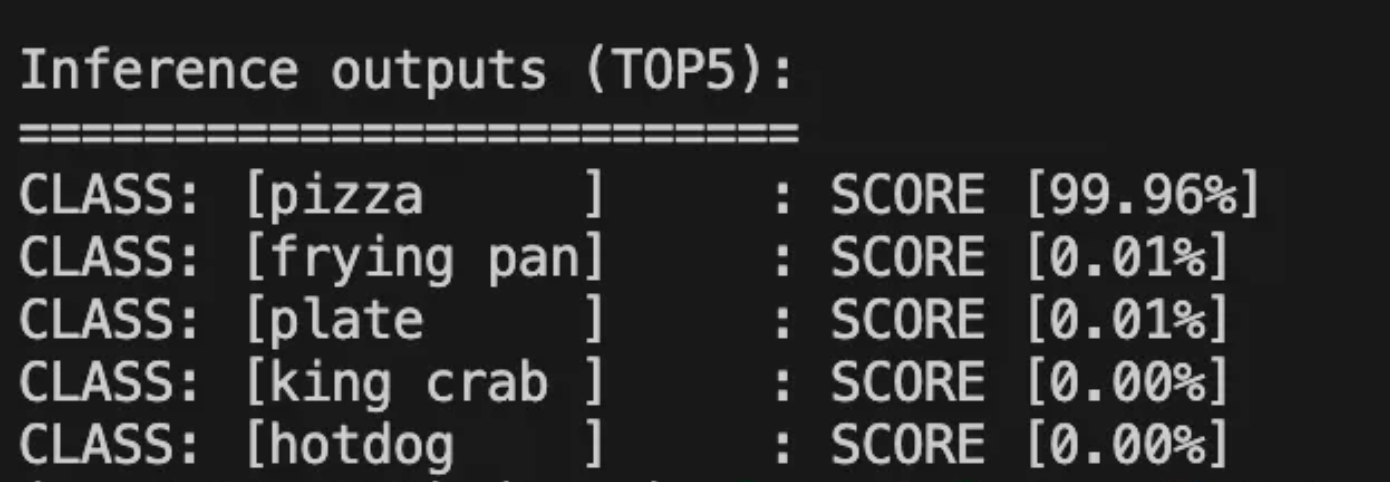 Inference outputs (TOP5):
=========================
CLASS: [pizza     ]     : SCORE [99.96%]
CLASS: [frying pan]     : SCORE [0.01%]
CLASS: [plate     ]     : SCORE [0.01%]
CLASS: [king crab ]     : SCORE [0.00%]
CLASS: [hotdog    ]     : SCORE [0.00%]